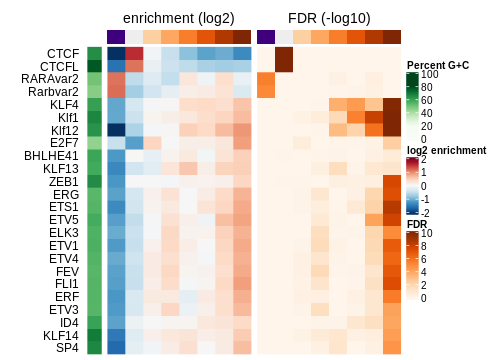 enrichment (log2)
FDR (-log10)
CTCF
CTCFL
RARAvar2
Rarbvar2
KLF4
Klf1
Klf12
E2F7
BHLHE41
KLF13
ZEB1
ERG
ETS1
ETV5
ELK3
ETV1
ETV4
FEV
FLI1
ERF
ETV3
ID4
KLF14
SP4
Percent G+C
100
80
60
40
20
0
log2 enrichment
2
1
0
-1
-2
FDR
10
8
6
4
2
0